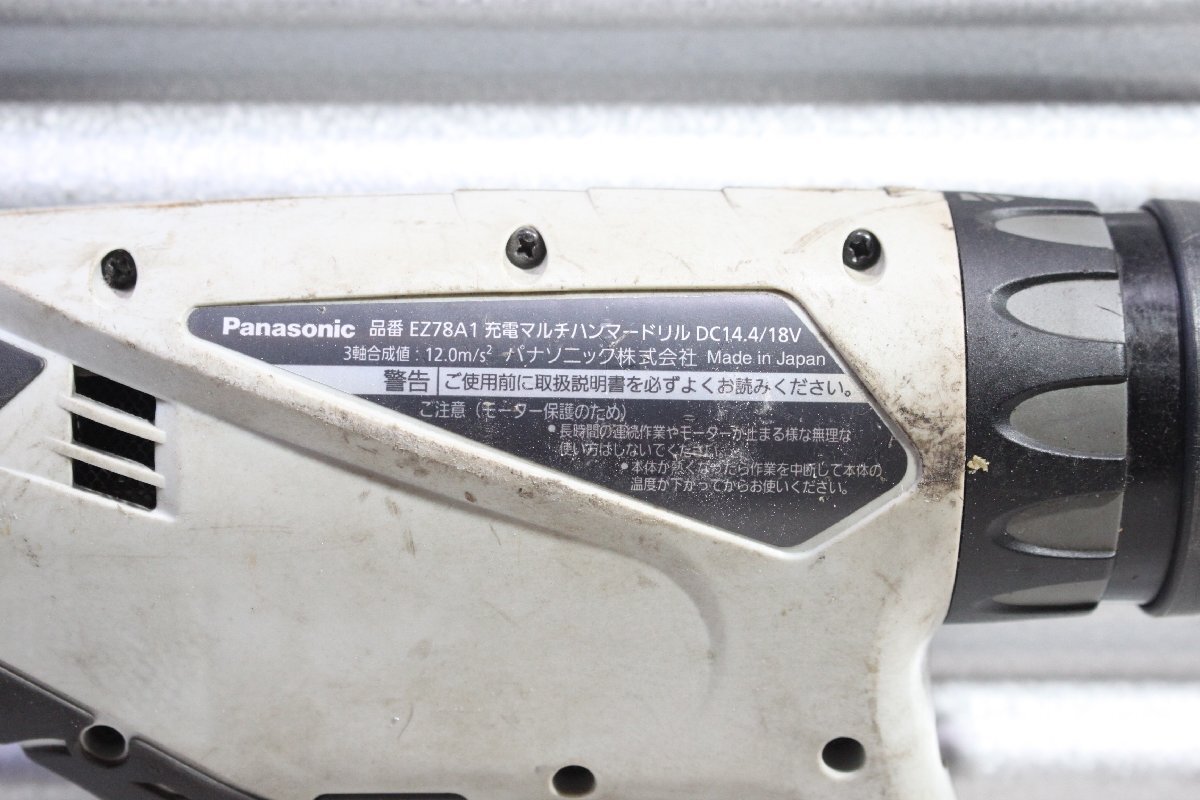 Panasonic 品番 EZ78A1 充電マルチハンマードリル DC14.4/18V
3軸合成値：12.0m/s² パナソニック株式会社 Made in Japan
警告 ご使用前に取扱説明書を必ずよくお読みください。
ご注意（モーター保護のため）
●長時間の連続作業やモーターが止まる様な無理な
使い方はしないでください。
●本体が熱くなったら作業を中断して本体の
温度が下がってからお使いください。